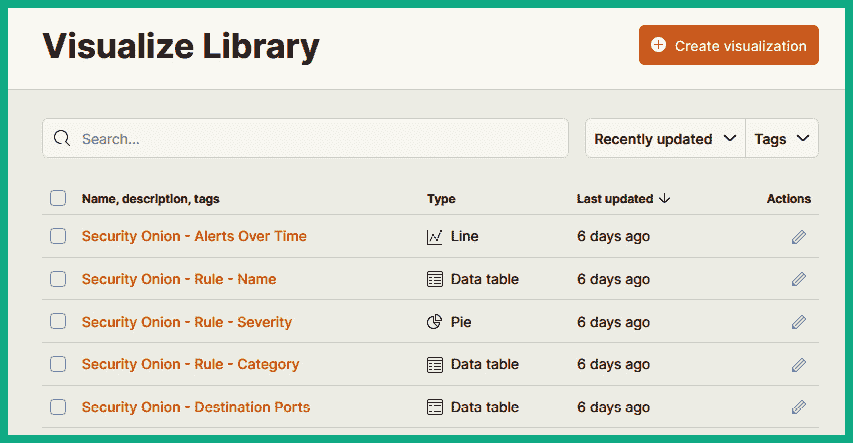 Visualize Library
Create visualization
Search...
Recently updated
Tags
Name, description, tags Type Last updated Actions
Security Onion - Alerts Over Time Line 6 days ago
Security Onion - Rule - Name Data table 6 days ago
Security Onion - Rule - Severity Pie 6 days ago
Security Onion - Rule - Category Data table 6 days ago
Security Onion - Destination Ports Data table 6 days ago